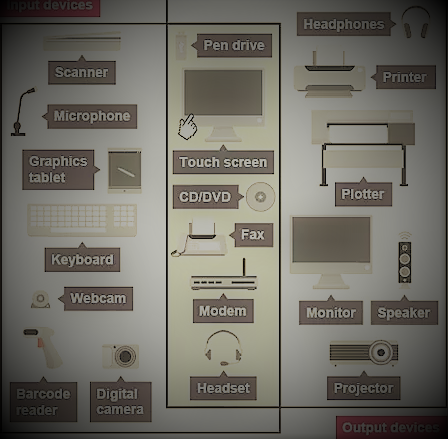 Input devices
Scanner
Microphone
Graphics
tablet
Keyboard
Webcam
Barcode
reader
Digital
camera
Pen drive
Touch screen
CD/DVD
Fax
Modem
Headset
Headphones
Printer
Plotter
Monitor
Speaker
Projector
Output devices